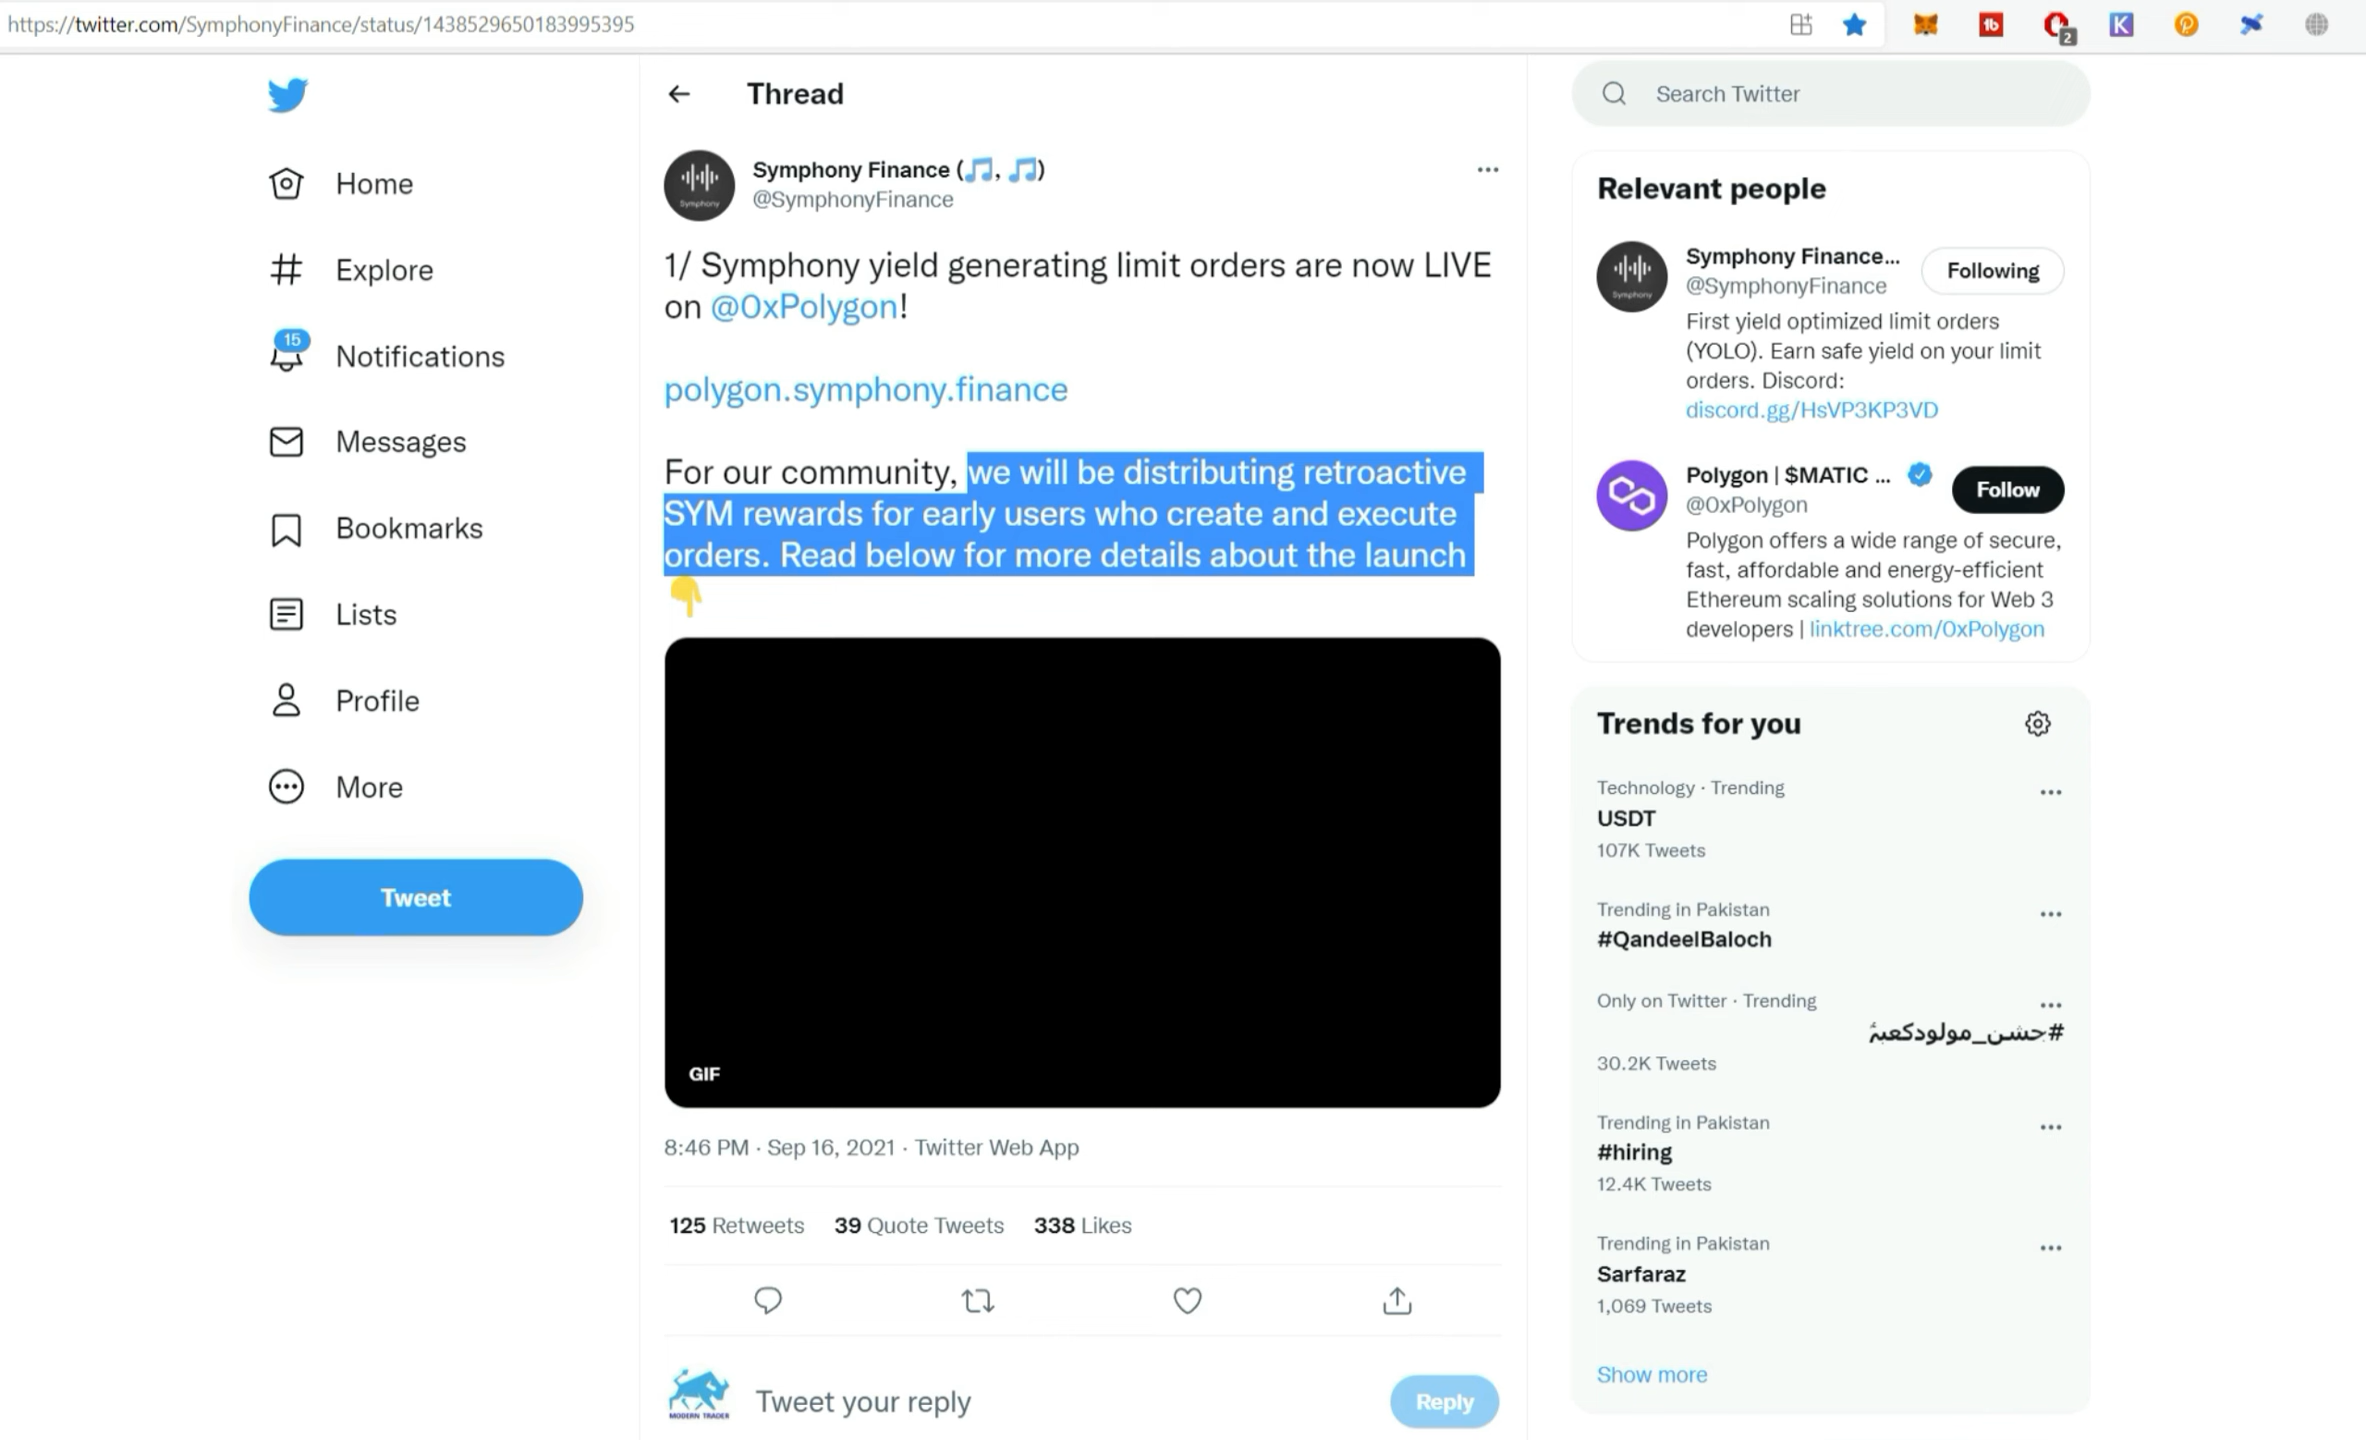 https://twitter.com/SymphonyFinance/status/1438529650183995395
2
Home
Explore
15
Notifications
Messages
Bookmarks
Lists
Profile
More
Tweet
Thread
Symphony
Symphony Finance (🎵, 🎵)
@SymphonyFinance
1/ Symphony yield generating limit orders are now LIVE
on @0xPolygon!
polygon.symphony.finance
For our community, we will be distributing retroactive
SYM rewards for early users who create and execute
orders. Read below for more details about the launch
👇
GIF
8:46 PM · Sep 16, 2021 · Twitter Web App
125 Retweets 39 Quote Tweets 338 Likes
MODERN TRADER
Tweet your reply
Reply
Search Twitter
Relevant people
Symphony
Symphony Finance...
@SymphonyFinance
Following
First yield optimized limit orders
(YOLO). Earn safe yield on your limit
orders. Discord:
discord.gg/HsVP3KP3VD
Polygon | $MATIC ...
@0xPolygon
Follow
Polygon offers a wide range of secure,
fast, affordable and energy-efficient
Ethereum scaling solutions for Web 3
developers | linktree.com/0xPolygon
Trends for you
Technology · Trending
USDT
107K Tweets
Trending in Pakistan
#QandeelBaloch
Only on Twitter · Trending
#جشن_مولودکعبہؑ
30.2K Tweets
Trending in Pakistan
#hiring
12.4K Tweets
Trending in Pakistan
Sarfaraz
1,069 Tweets
Show more